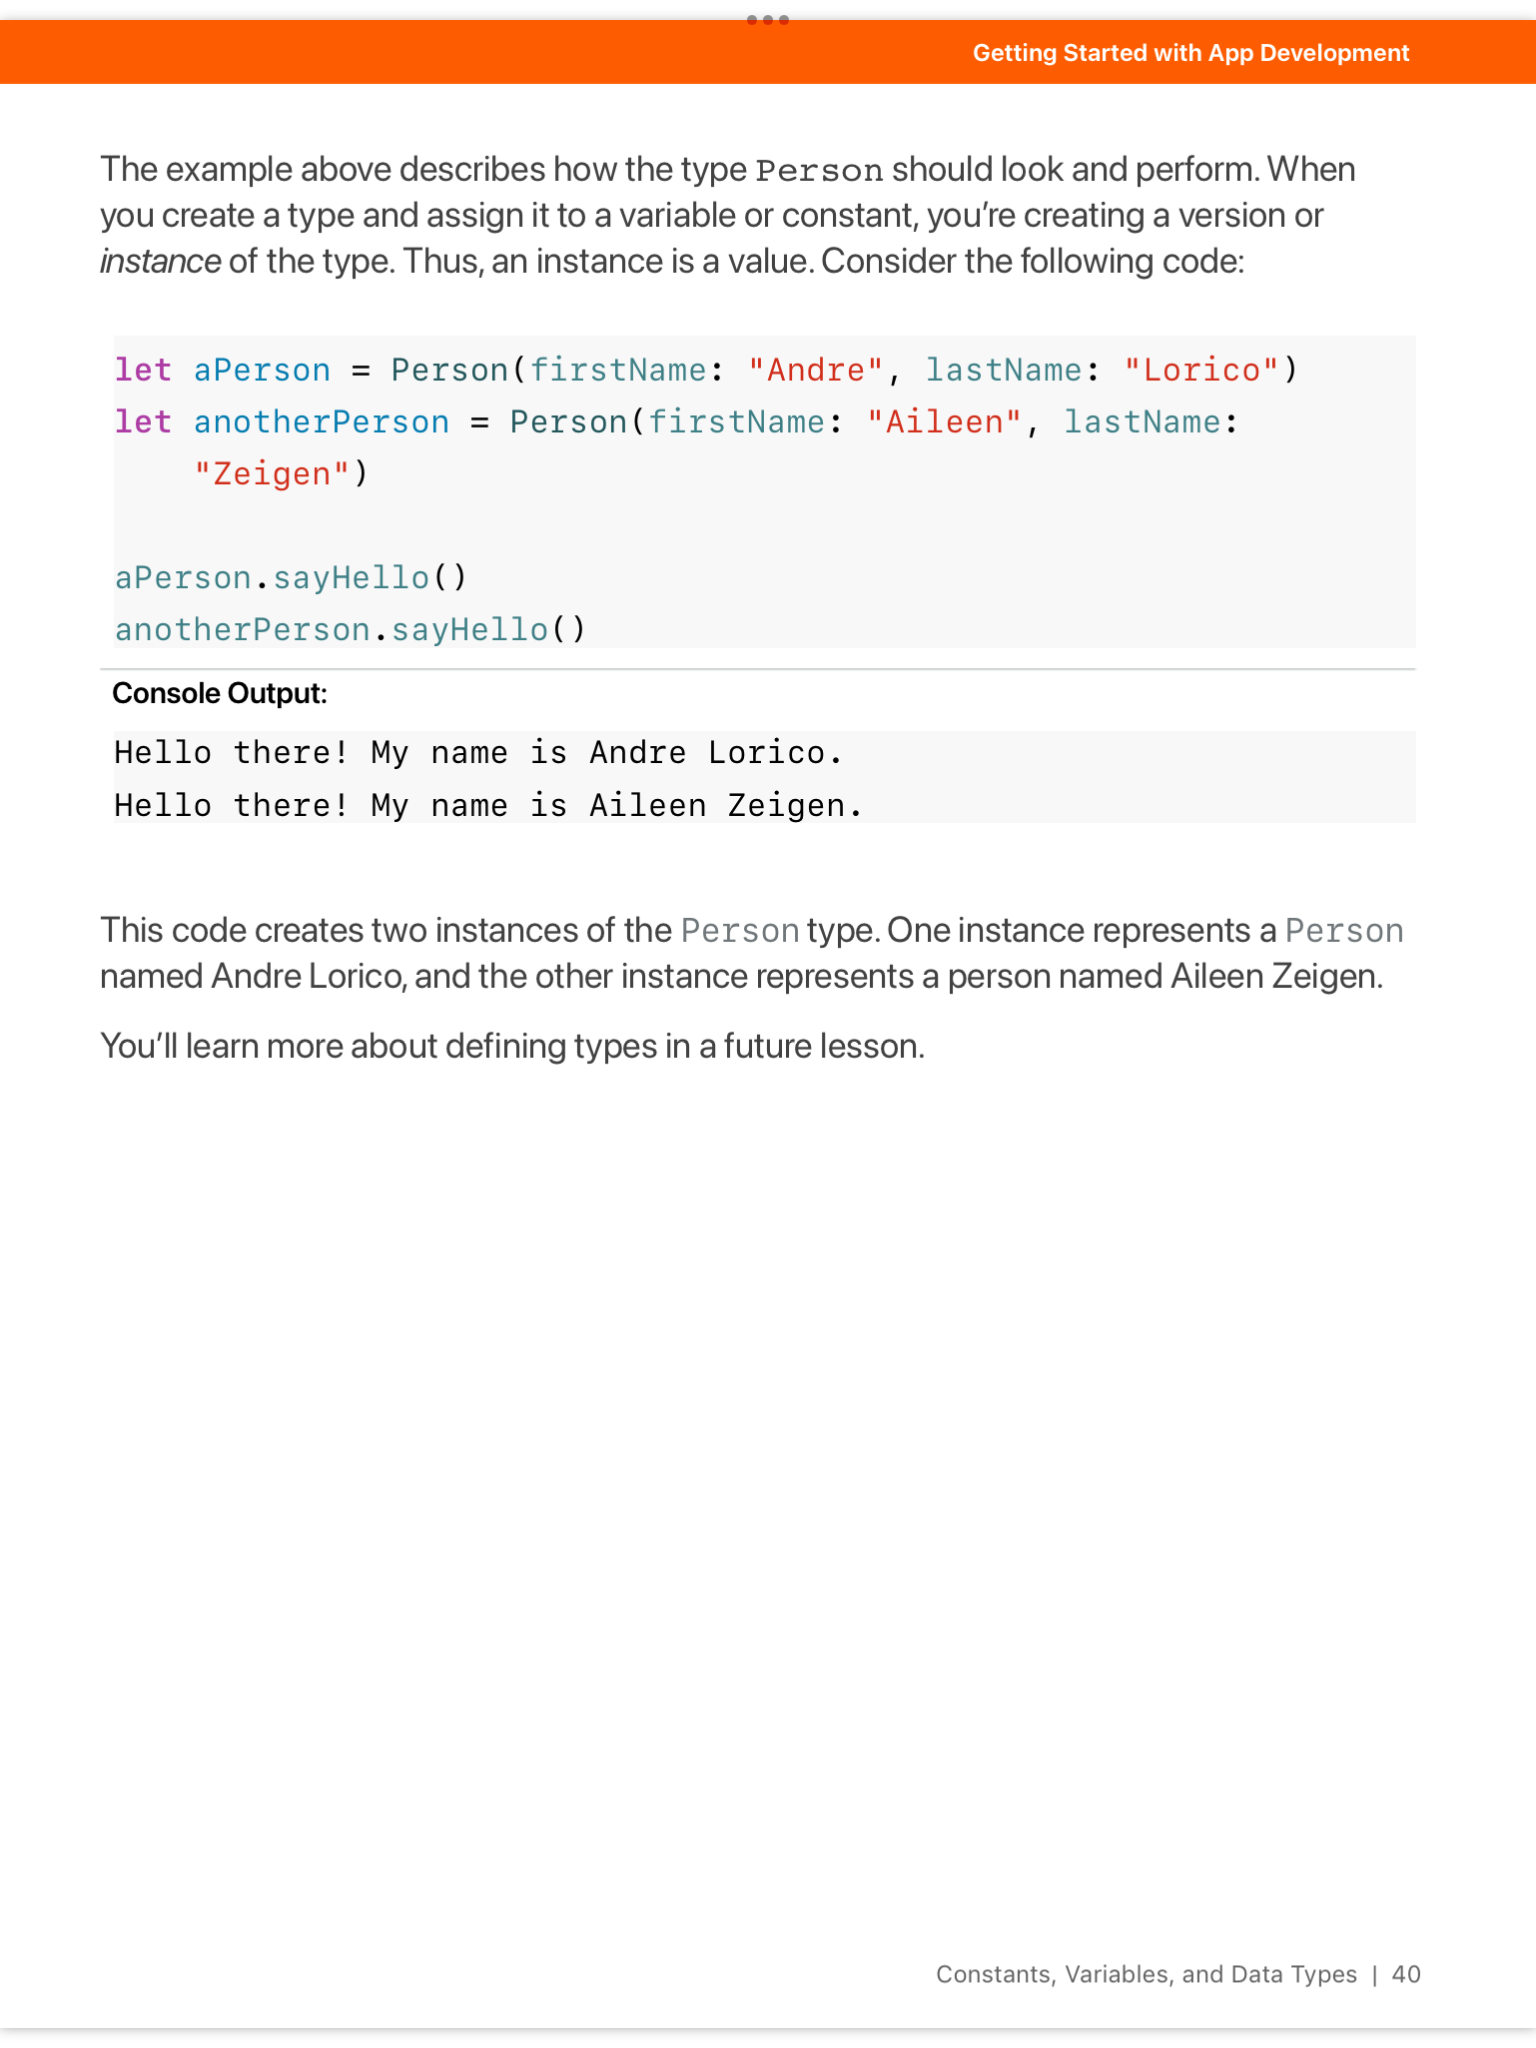 Getting Started with App Development
The example above describes how the type Person should look and perform. When
you create a type and assign it to a variable or constant, you’re creating a version or
instance of the type. Thus, an instance is a value. Consider the following code:
let aPerson = Person(firstName: "Andre", lastName: "Lorico")
let anotherPerson = Person(firstName: "Aileen", lastName:
"Zeigen")
aPerson.sayHello()
anotherPerson.sayHello()
Console Output:
Hello there! My name is Andre Lorico.
Hello there! My name is Aileen Zeigen.
This code creates two instances of the Person type. One instance represents a Person
named Andre Lorico, and the other instance represents a person named Aileen Zeigen.
You’ll learn more about defining types in a future lesson.
Constants, Variables, and Data Types | 40